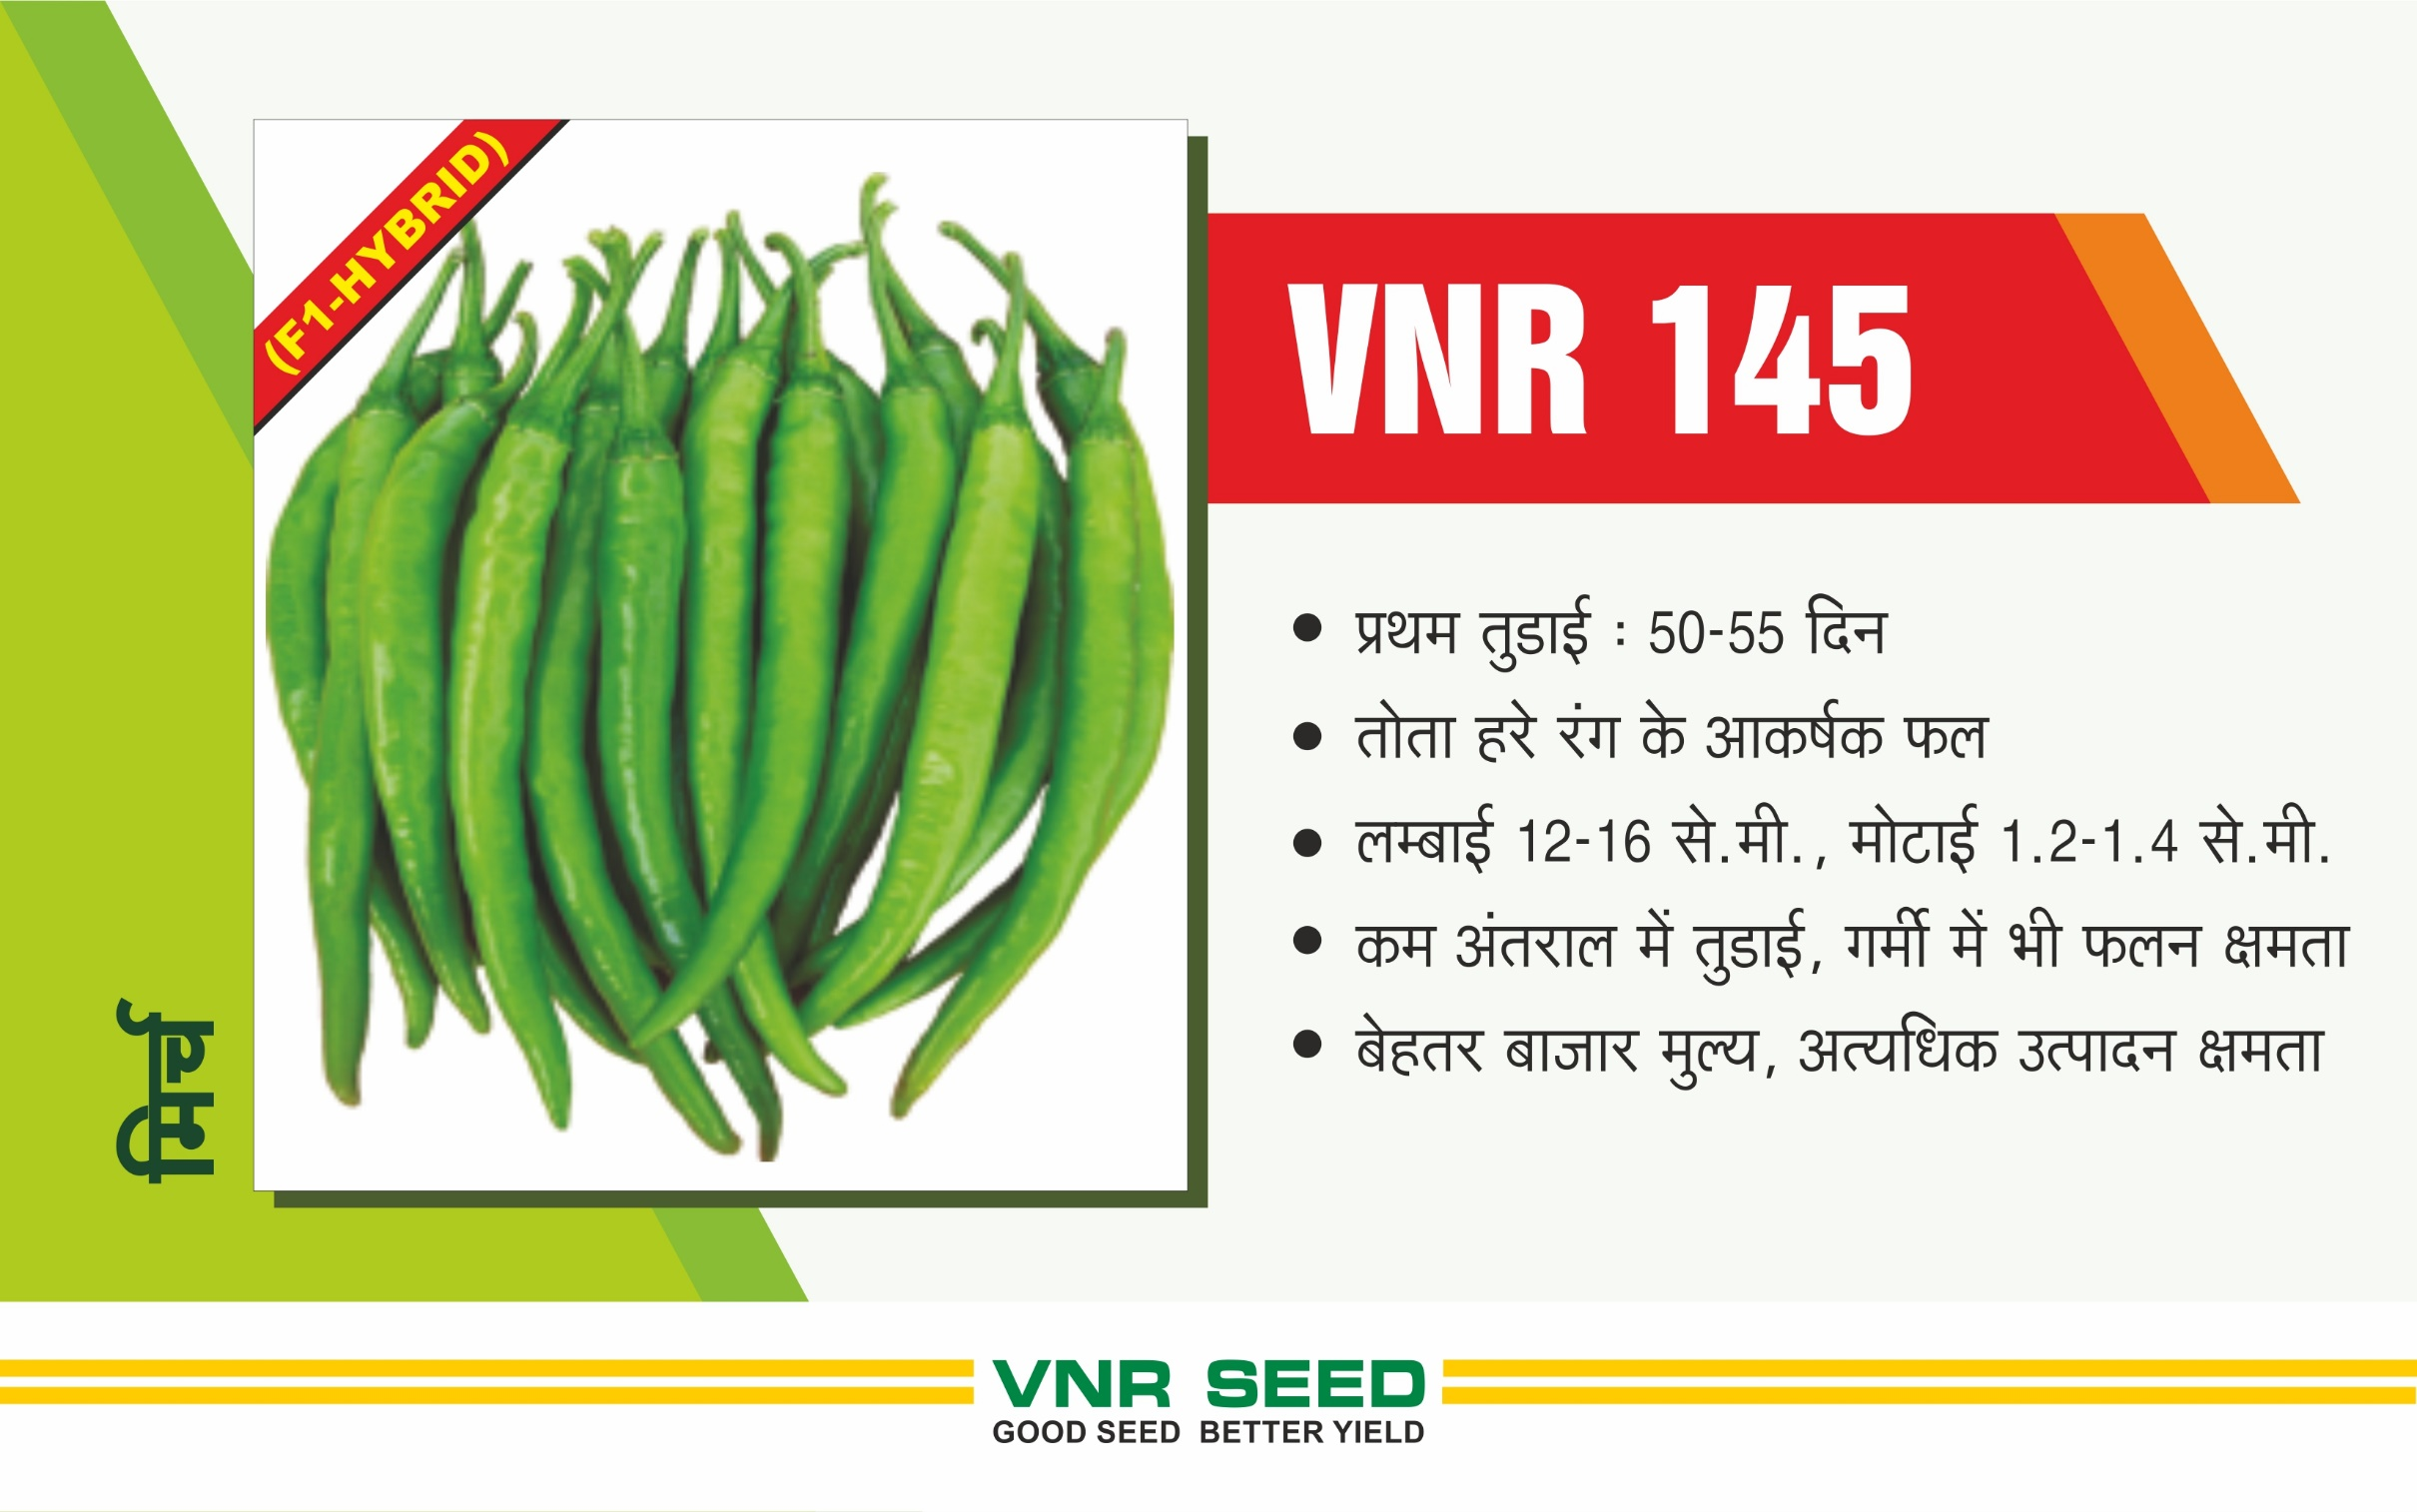 (F1-HYBRID)
VNR 145
• प्रथम तुड़ाई : 50-55 दिन
• तोता हरे रंग के आकर्षक फल
• लम्बाई 12-16 से.मी., मोटाई 1.2-1.4 सें.मी.
• कम अंतराल में तुड़ाई, गर्मी में भी फलन क्षमता
• बेहतर बाजार मुल्य, अत्यधिक उत्पादन क्षमता
मिर्च
VNR SEED
GOOD SEED BETTER YIELD